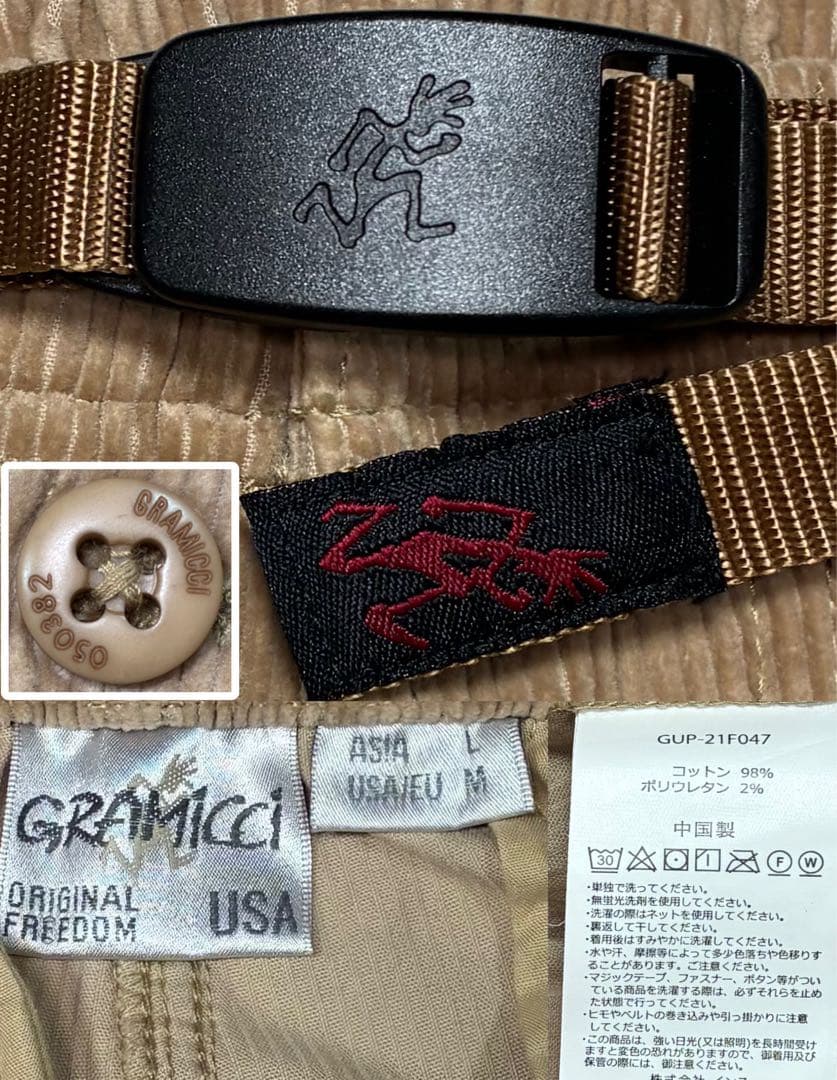 GRAMICCI
050382
GRAMICCI
ORIGINAL
FREEDOM
USA
ASIA L
USA/EU M
GUP-21F047
コットン 98%
ポリウレタン 2%
中国製
30
F W
・単独で洗ってください。
・無蛍光洗剤を使用してください。
・洗濯の際はネットを使用してください。
・裏返して干してください。
・着用後はすみやかに洗濯してください。
・水や汗、摩擦等によって多少色落ちや色移りす
ることがあります。ご注意ください。
・マジックテープ、ファスナー、ボタン等がつい
ている商品を洗濯する際は、必ずそれらを止め
た状態で行ってください。
・ヒモやベルトの巻き込みや引っ掛かりに注意
してください。
・この商品は、強い日光(又は照明)を長時間受け
ますと変色の恐れがありますので、御着用及び
保管の際には、御注意ください。